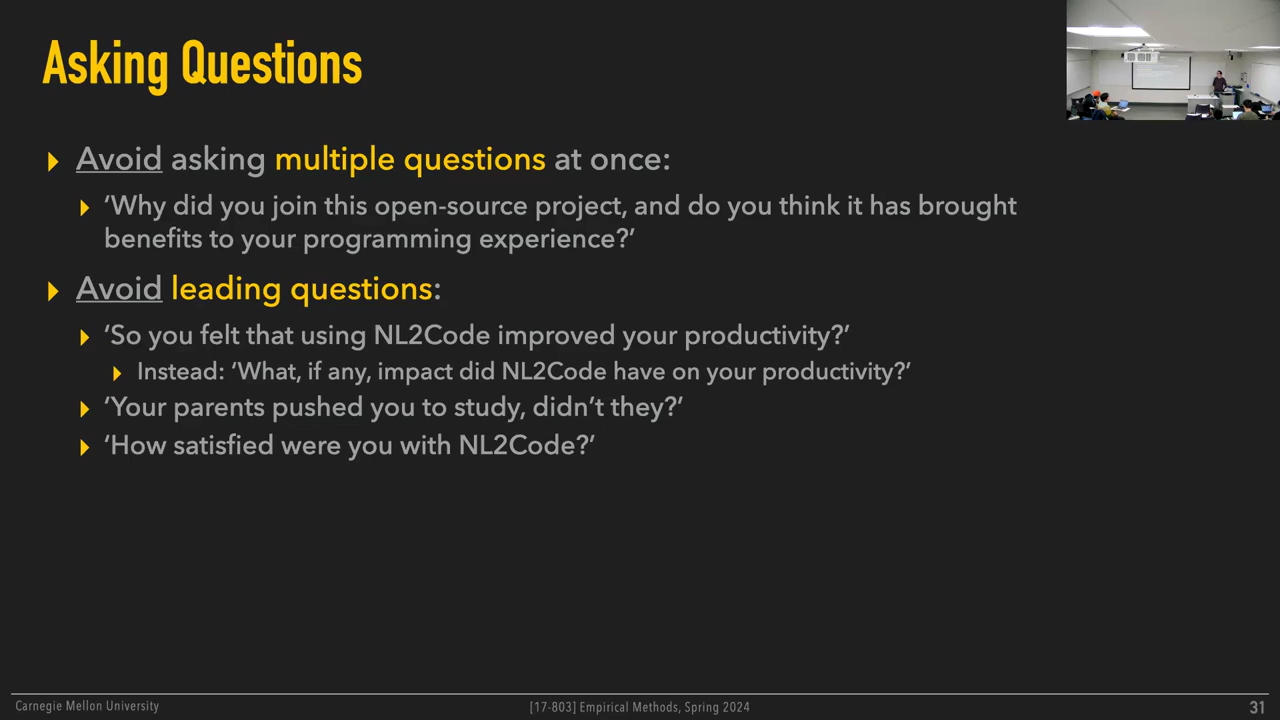 Asking Questions
Avoid asking multiple questions at once:
‘Why did you join this open-source project, and do you think it has brought
benefits to your programming experience?’
Avoid leading questions:
‘So you felt that using NL2Code improved your productivity?’
Instead: ‘What, if any, impact did NL2Code have on your productivity?’
‘Your parents pushed you to study, didn’t they?’
‘How satisfied were you with NL2Code?’
Carnegie Mellon University
[17-803] Empirical Methods, Spring 2024
31